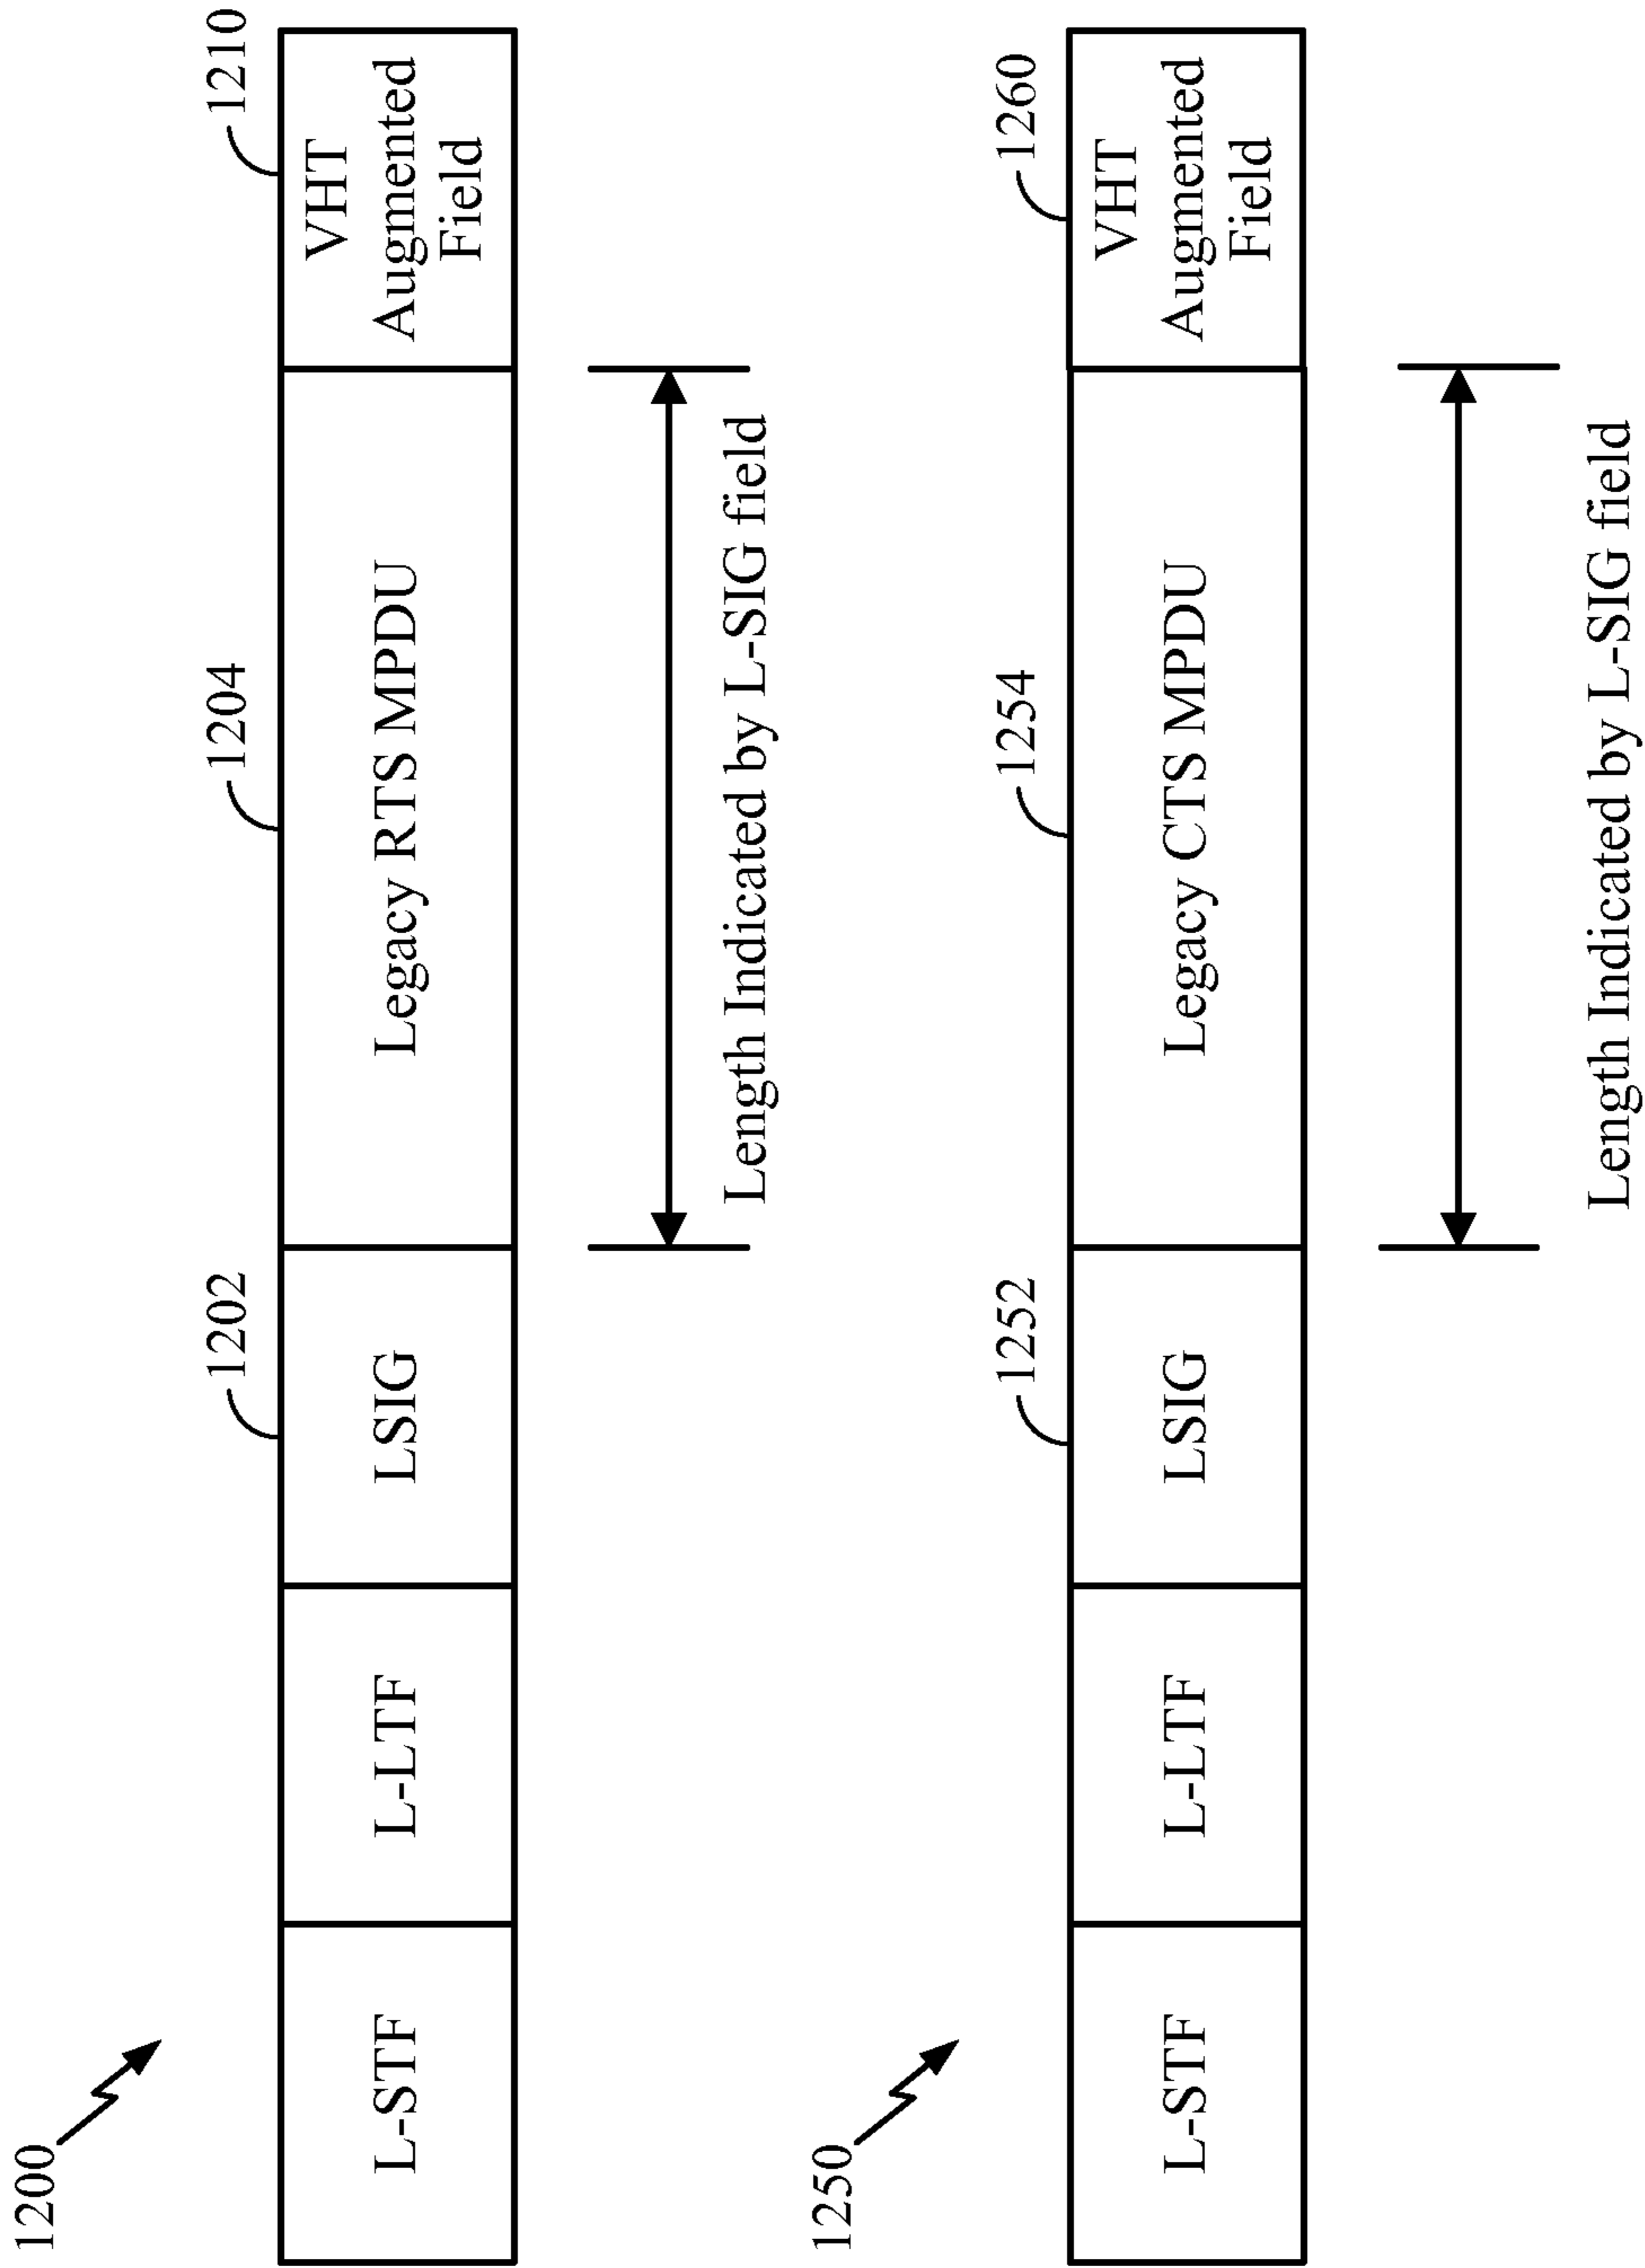 1200
1202
1204
1210
L-STF
L-LTF
LSIG
Legacy RTS MPDU
VHT
Augmented
Field
Length Indicated by L-SIG field
1250
1252
1254
1260
L-STF
L-LTF
LSIG
Legacy CTS MPDU
VHT
Augmented
Field
Length Indicated by L-SIG field